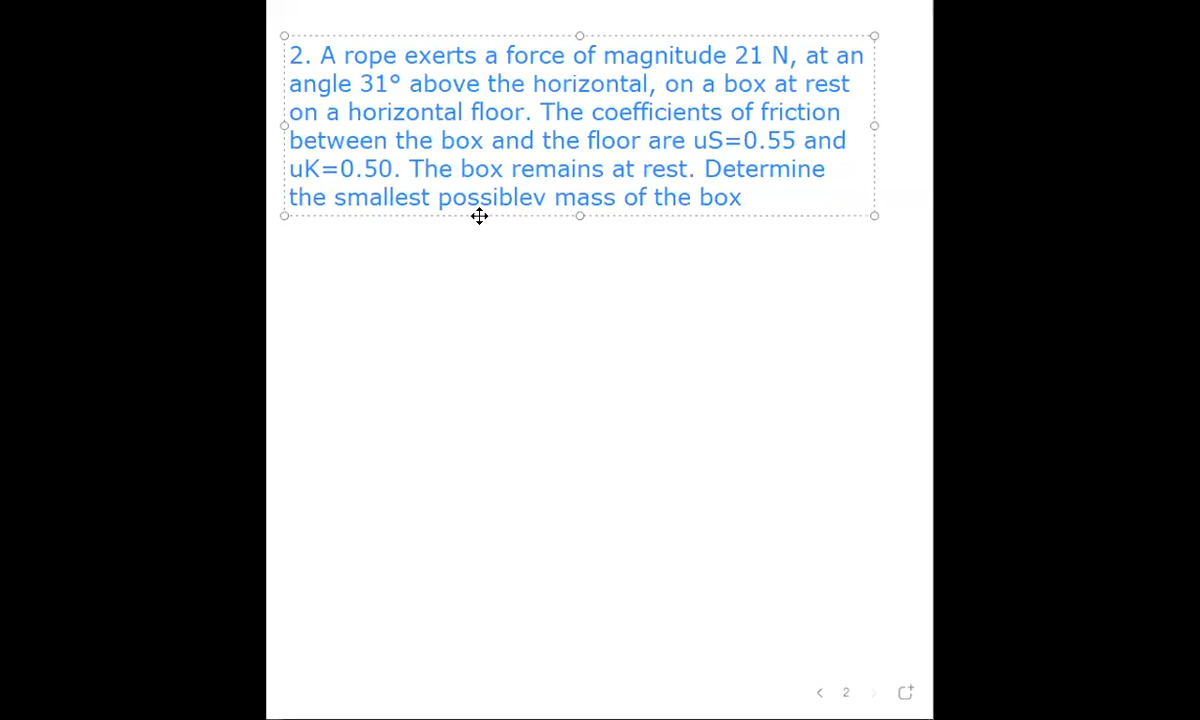 2. A rope exerts a force of magnitude 21 N, at an
angle 31° above the horizontal, on a box at rest
on a horizontal floor. The coefficients of friction
between the box and the floor are uS=0.55 and
uK=0.50. The box remains at rest. Determine
the smallest possiblev mass of the box
2